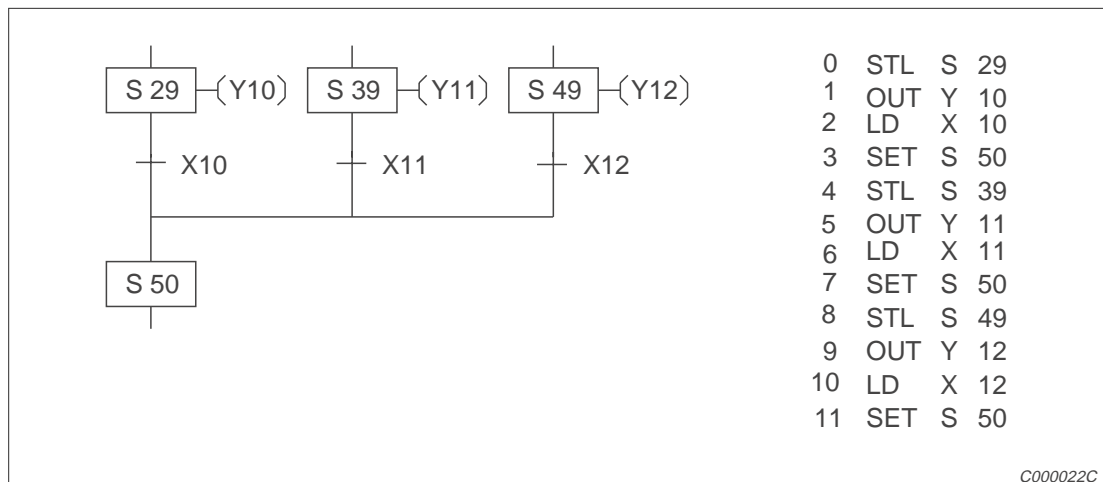 S 29 (Y10) S 39 (Y11) S 49 (Y12)
X10 X11 X12
S 50
0 STL S 29
1 OUT Y 10
2 LD X 10
3 SET S 50
4 STL S 39
5 OUT Y 11
6 LD X 11
7 SET S 50
8 STL S 49
9 OUT Y 12
10 LD X 12
11 SET S 50
C000022C